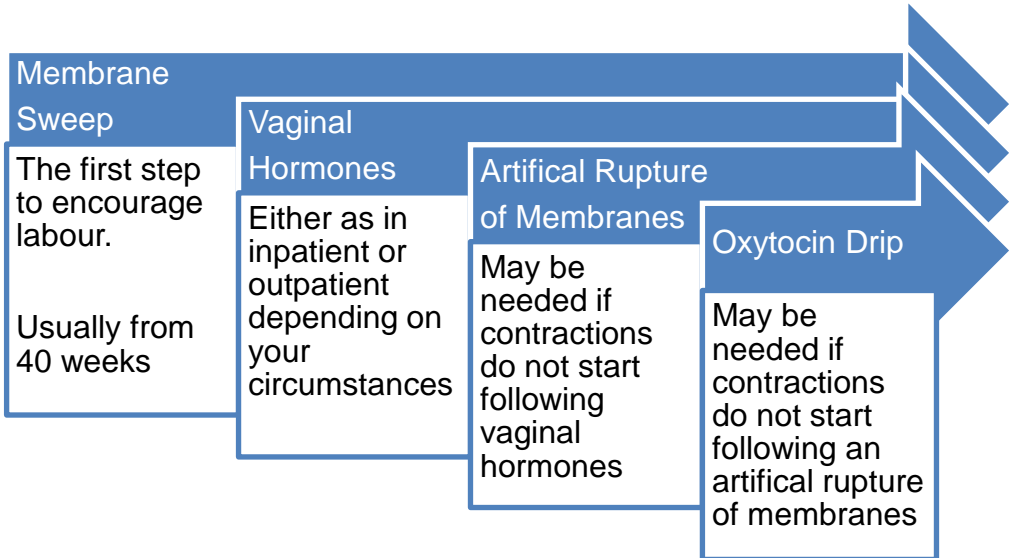 Membrane
Sweep
The first step
to encourage
labour.
Usually from
40 weeks
Vaginal
Hormones
Either as in
inpatient or
outpatient
depending on
your
circumstances
Artifical Rupture
of Membranes
May be
needed if
contractions
do not start
following
vaginal
hormones
Oxytocin Drip
May be
needed if
contractions
do not start
following an
artifical rupture
of membranes